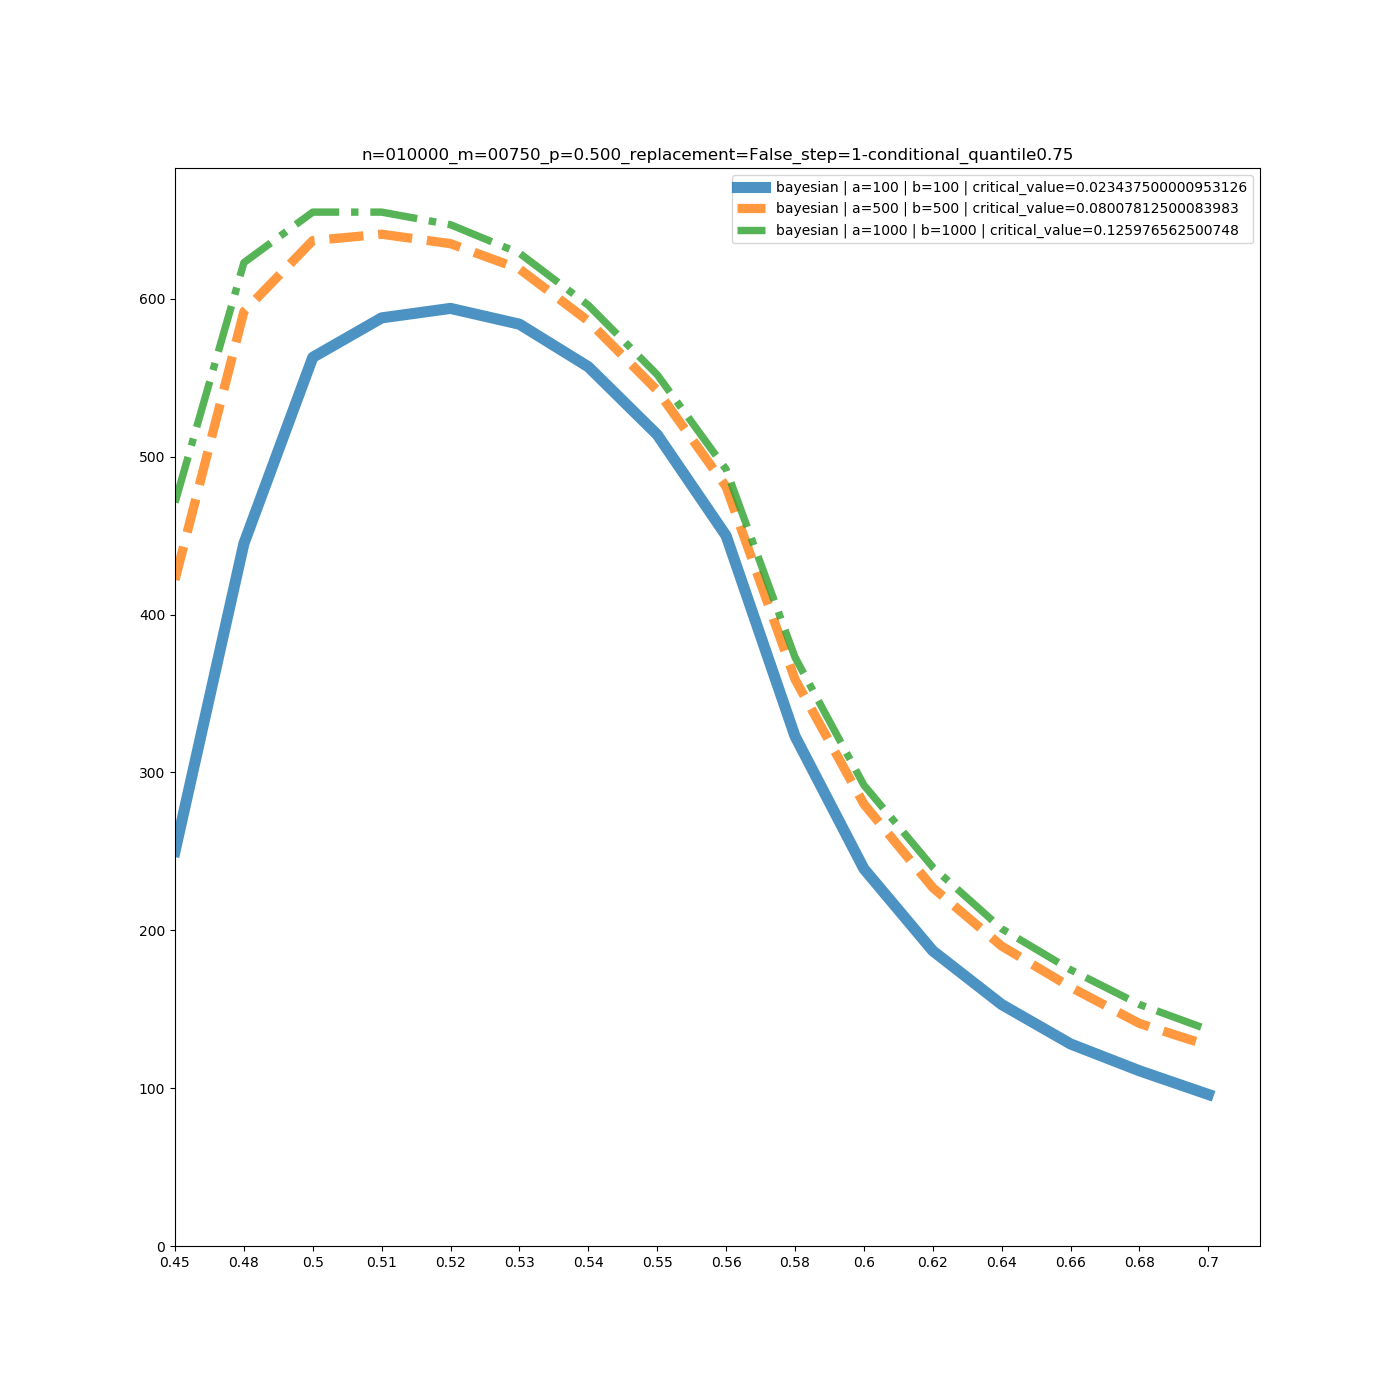 n=010000_m=00750_p=0.500_replacement=False_step=1-conditional_quantile0.75
bayesian | a=100 | b=100 | critical_value=0.023437500000953126
bayesian | a=500 | b=500 | critical_value=0.08007812500083983
bayesian | a=1000 | b=1000 | critical_value=0.125976562500748
600
500
400
300
200
100
0
0.45 0.48 0.5 0.51 0.52 0.53 0.54 0.55 0.56 0.58 0.6 0.62 0.64 0.66 0.68 0.7